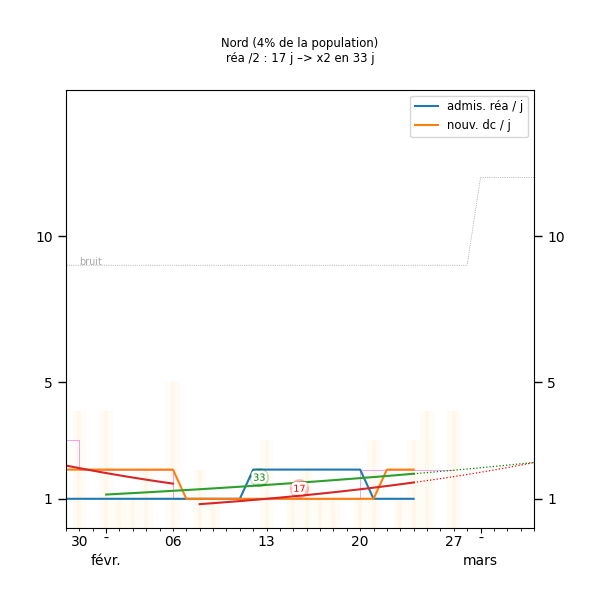 Nord (4% de la population)
réa /2 : 17 j –> x2 en 33 j
admis. réa / j
nouv. dc / j
10
10
bruit
5
5
33
17
1
1
30
06
13
20
27
févr.
mars